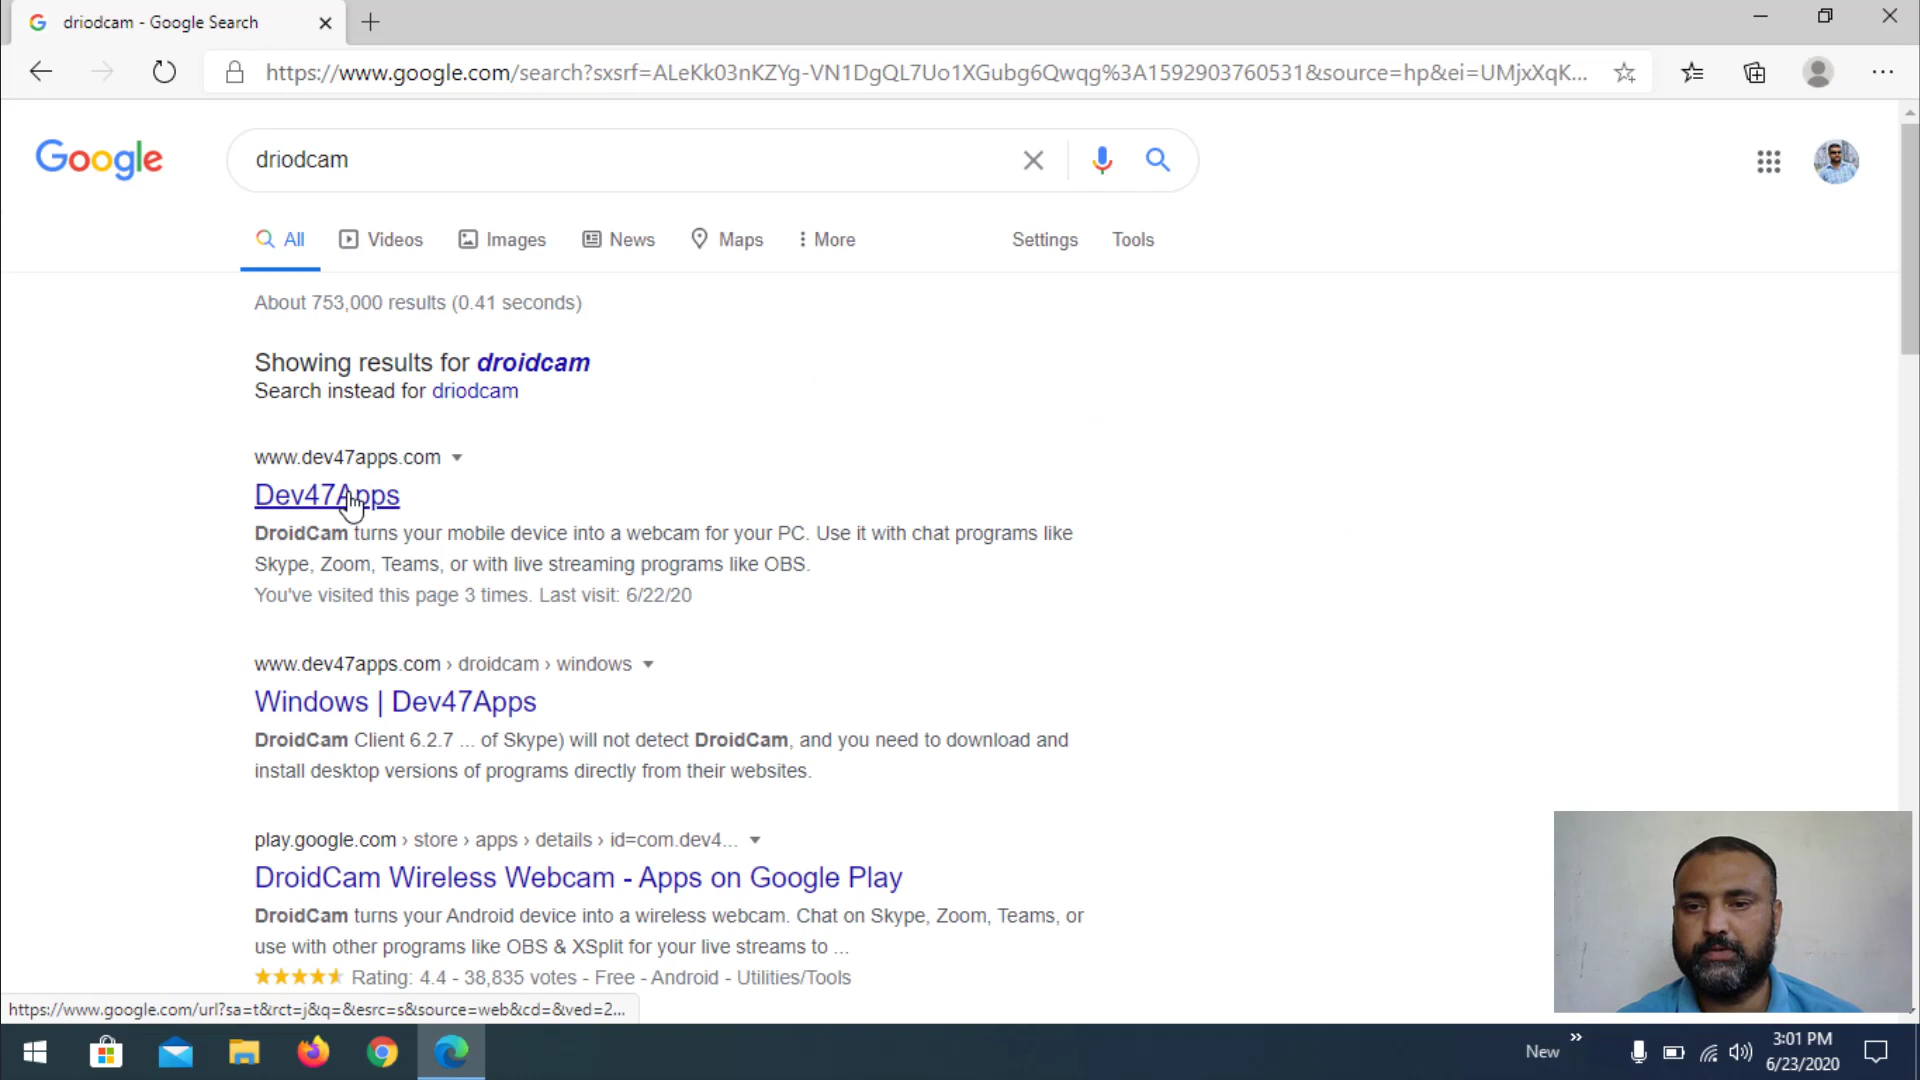 driodcam - Google Search
https://www.google.com/search?sxsrf=ALeKk03nKZYg-VN1DgQL7Uo1XGubg6Qwqg%3A1592903760531&source=hp&ei=UMjxXqK...
Google
driodcam
All
Videos
Images
News
Maps
More
Settings
Tools
About 753,000 results (0.41 seconds)
Showing results for droidcam
Search instead for driodcam
www.dev47apps.com
Dev47Apps
DroidCam turns your mobile device into a webcam for your PC. Use it with chat programs like
Skype, Zoom, Teams, or with live streaming programs like OBS.
You've visited this page 3 times. Last visit: 6/22/20
www.dev47apps.com › droidcam › windows
Windows | Dev47Apps
DroidCam Client 6.2.7 ... of Skype) will not detect DroidCam, and you need to download and
install desktop versions of programs directly from their websites.
play.google.com › store › apps › details › id=com.dev4...
DroidCam Wireless Webcam - Apps on Google Play
DroidCam turns your Android device into a wireless webcam. Chat on Skype, Zoom, Teams, or
use with other programs like OBS & XSplit for your live streams to ...
Rating: 4.4 - 38,835 votes - Free - Android - Utilities/Tools
https://www.google.com/url?sa=t&rct=j&q=&esrc=s&source=web&cd=&ved=2...
New
3:01 PM
6/23/2020